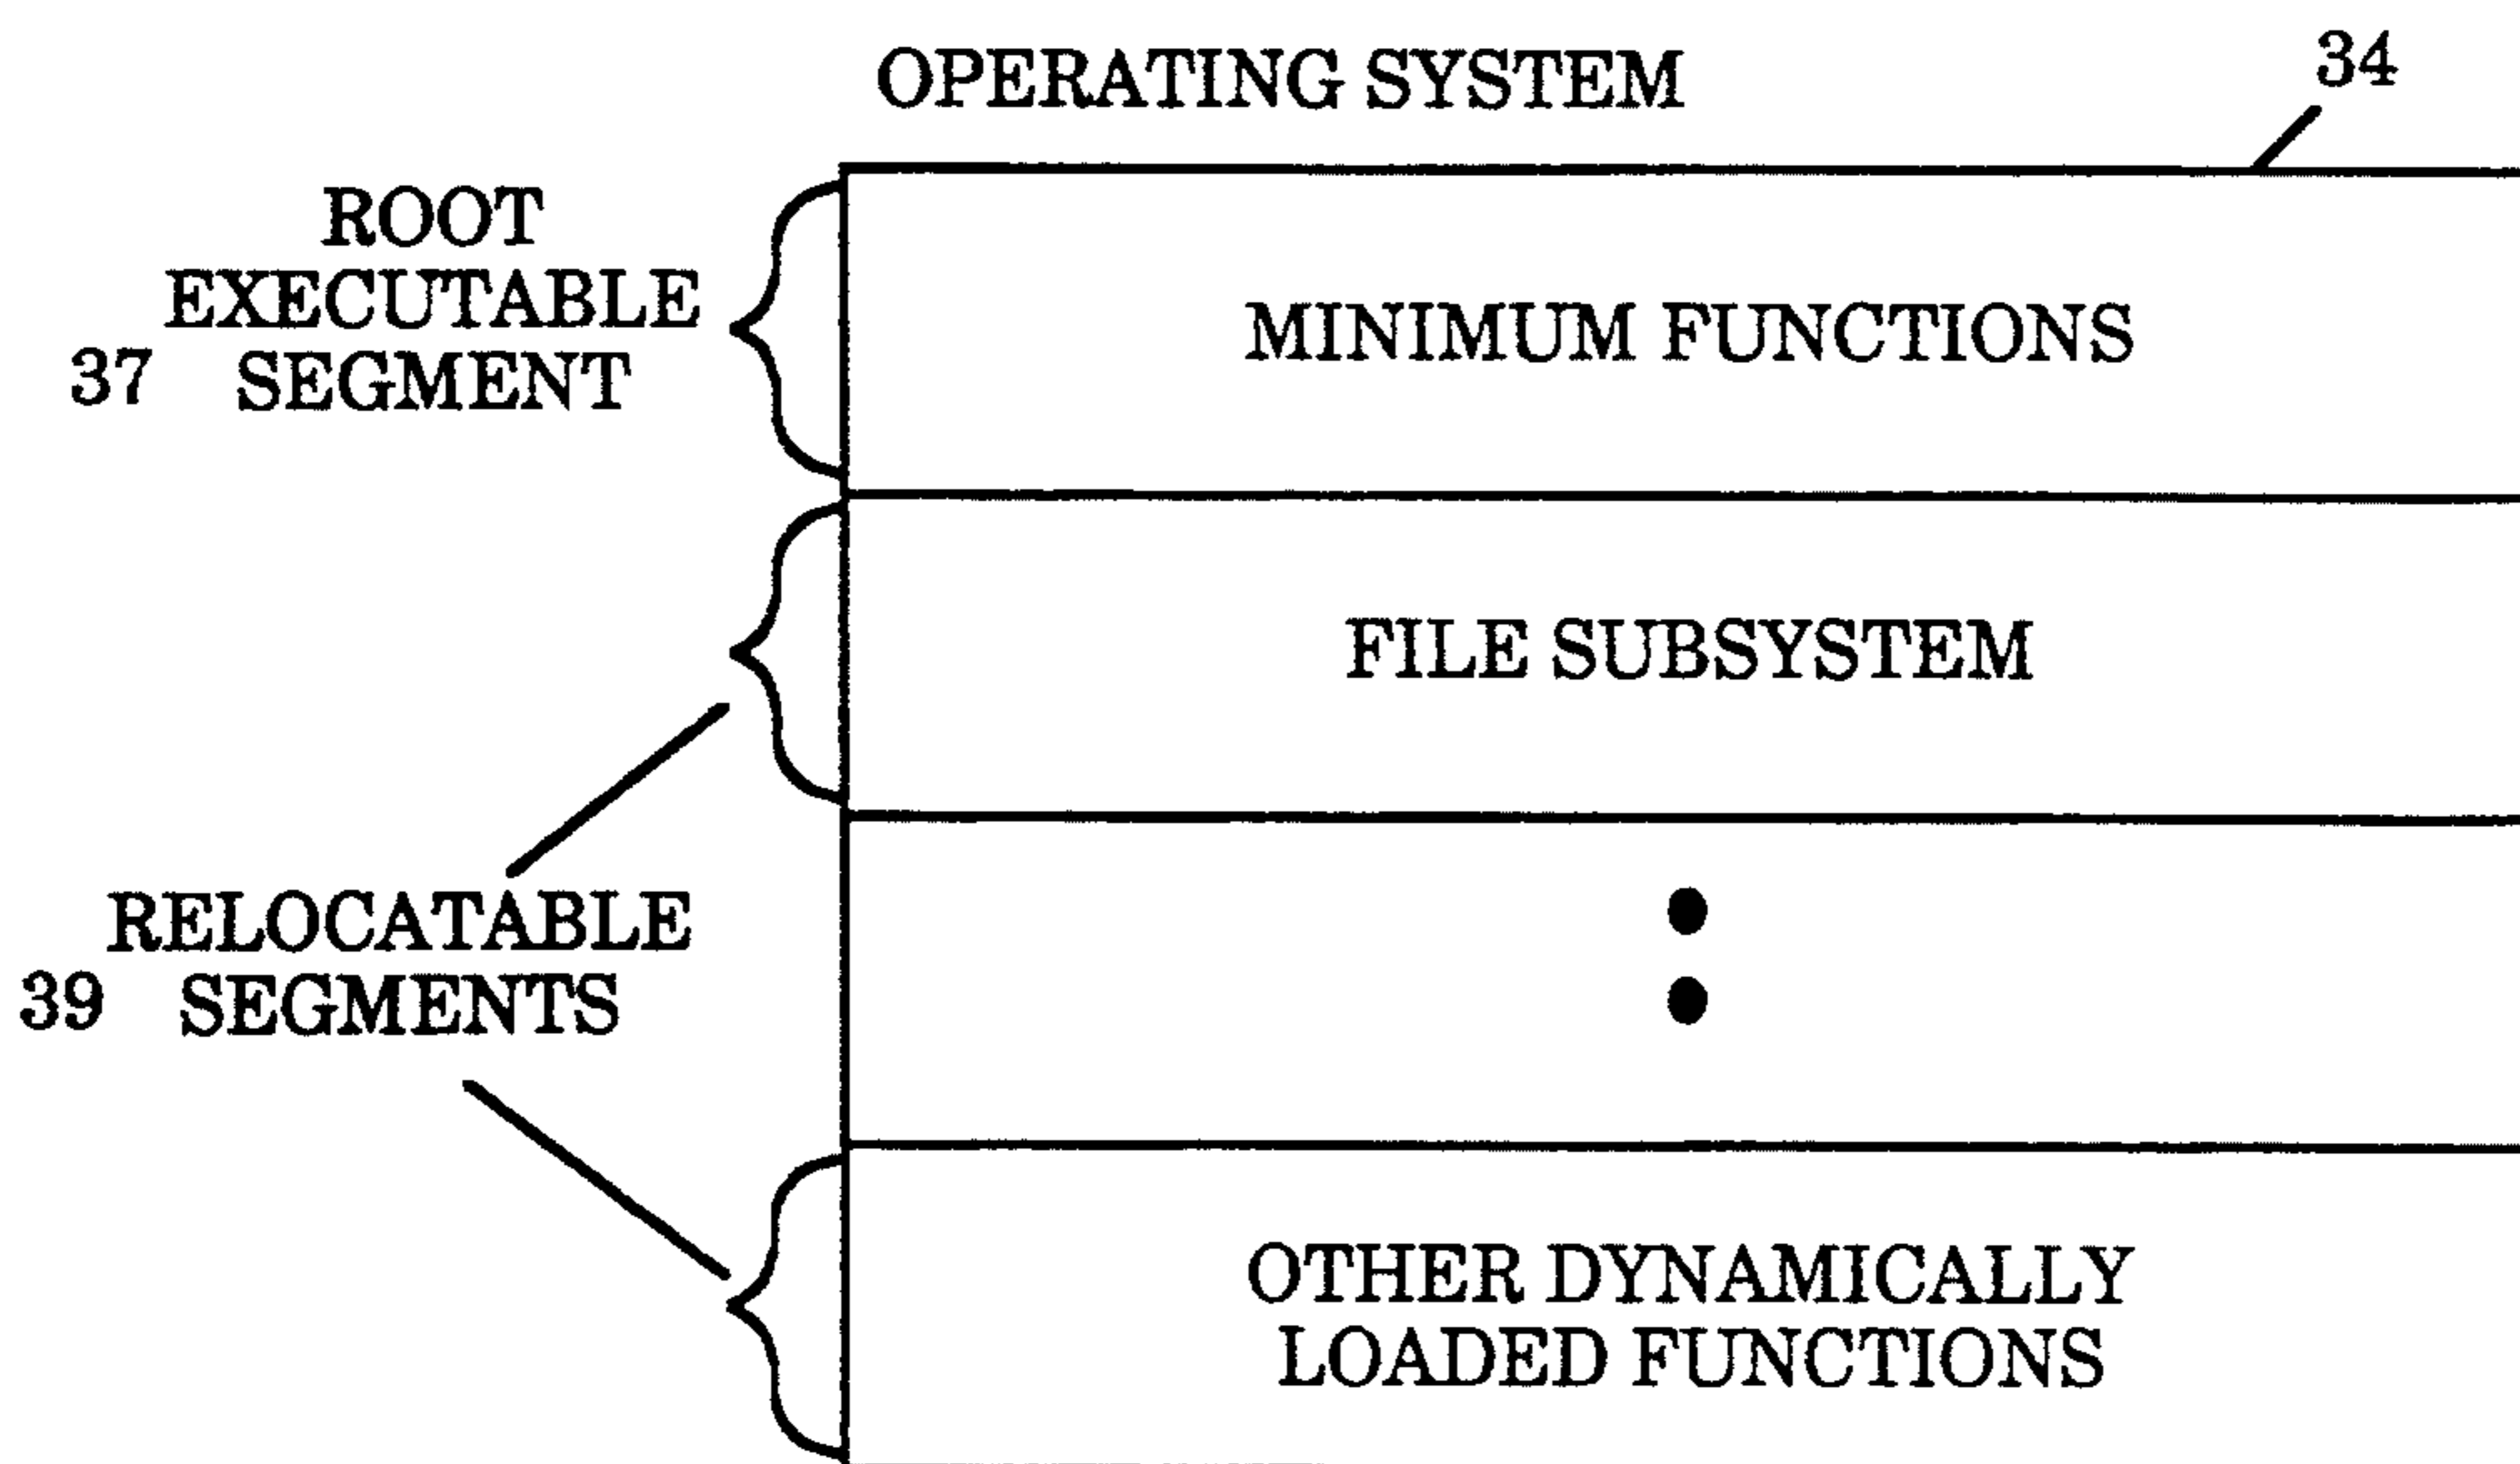 OPERATING SYSTEM
34
ROOT
EXECUTABLE
37 SEGMENT
MINIMUM FUNCTIONS
FILE SUBSYSTEM
RELOCATABLE
39 SEGMENTS
OTHER DYNAMICALLY
LOADED FUNCTIONS